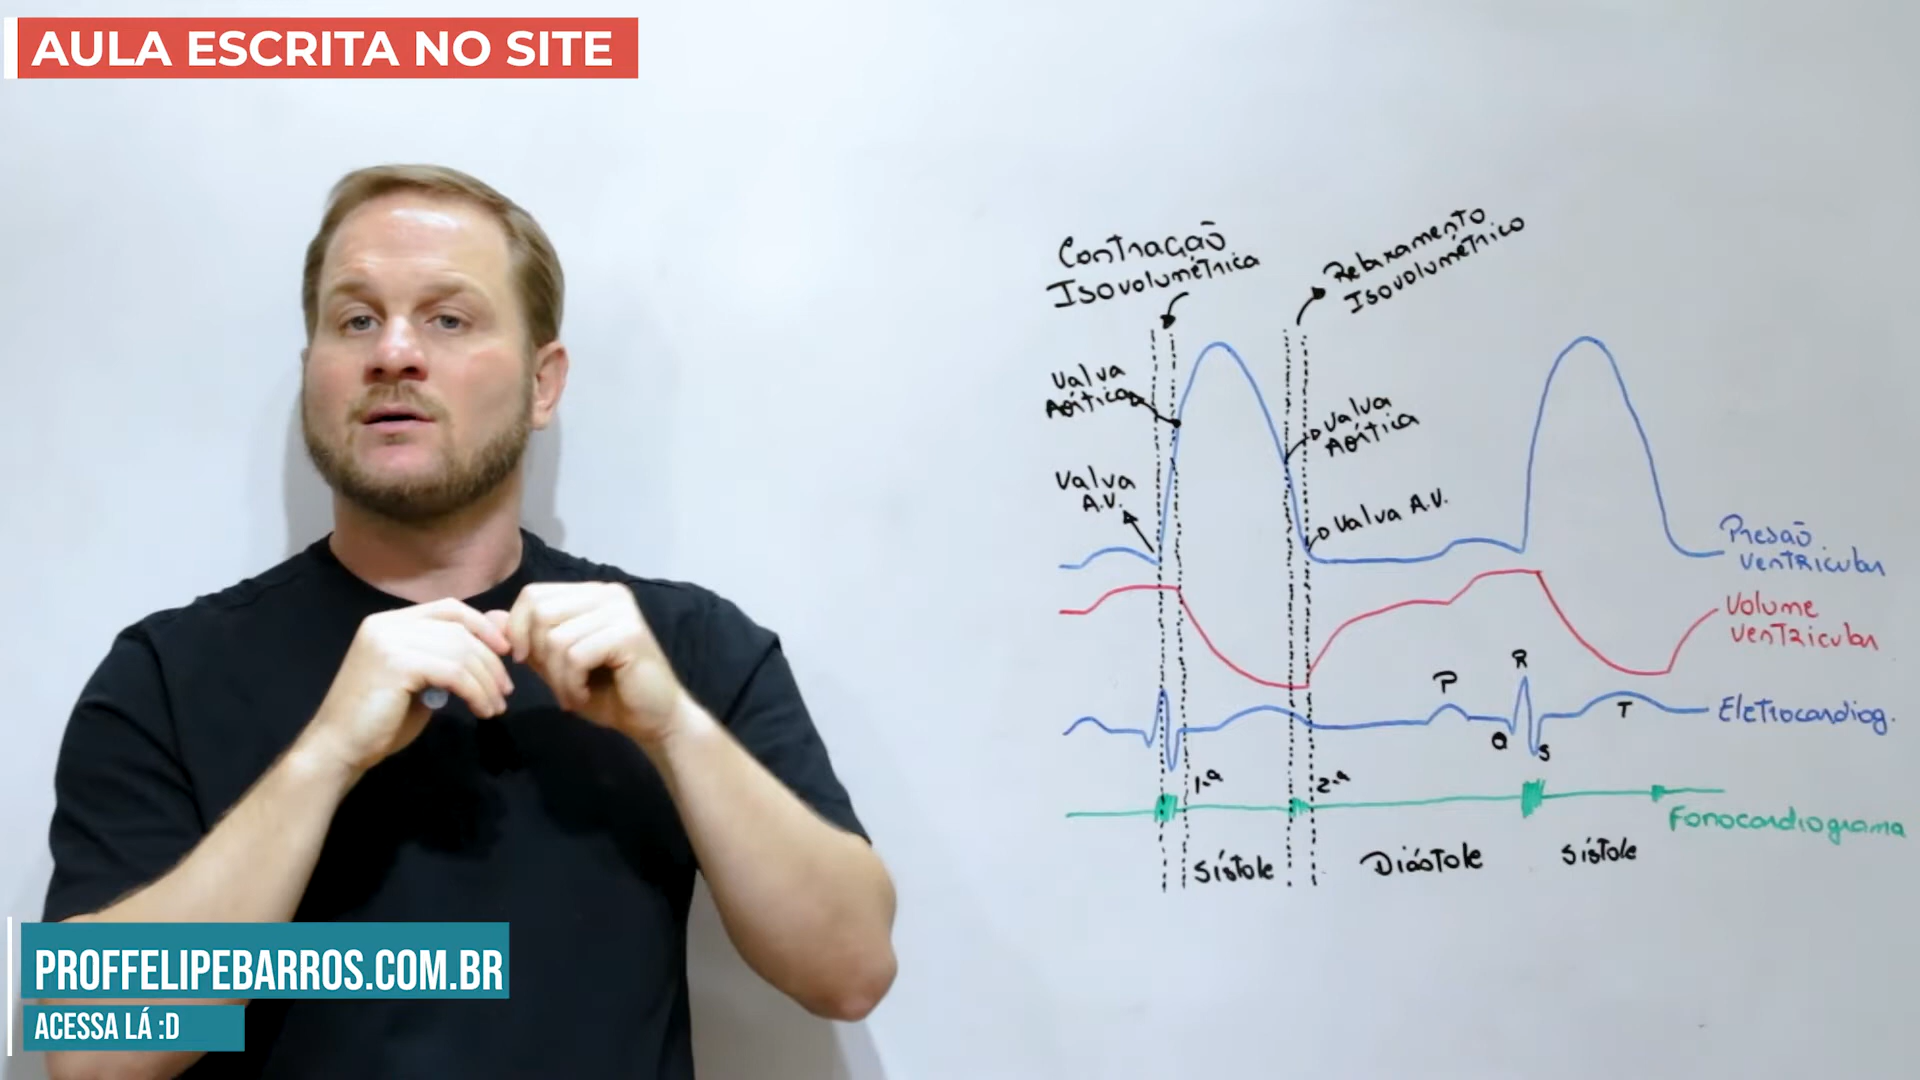 AULA ESCRITA NO SITE
Contração
Isovolumétrica
Relaxamento
Isovolumétrico
Valva
Aórtica
Valva
A.V.
Valva
Aórtica
Valva A.V.
Presão
Ventricular
Volume
Ventricular
P
R
Q
S
T
Eletrocardiog.
1.ª
2.ª
Fonocardiograma
Sístole
Diástole
Sístole
PROFFELIPEBARROS.COM.BR
ACESSA LÁ :D